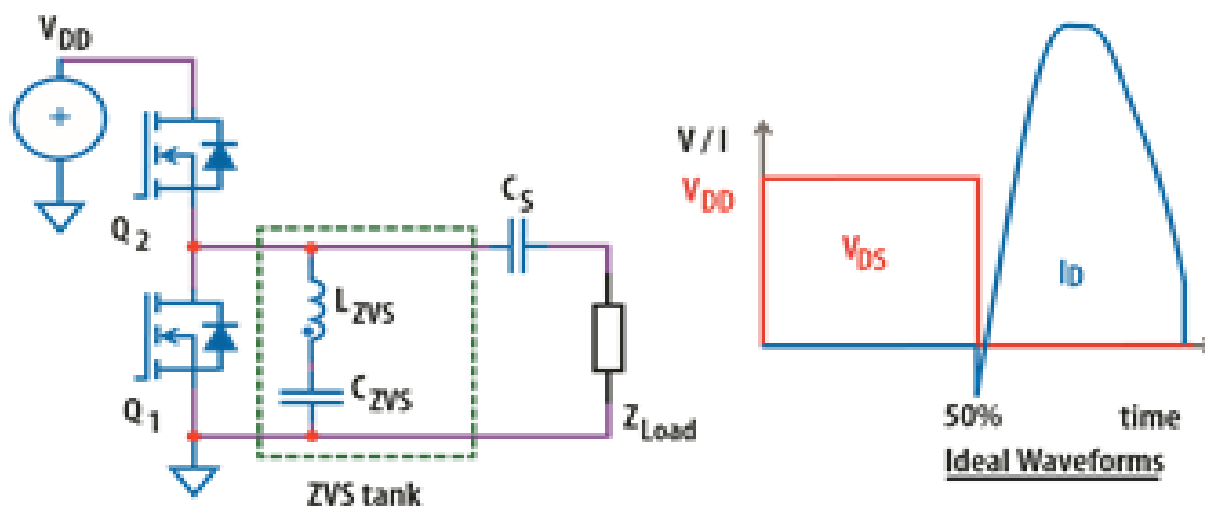 VDD
+
Q2
Q1
LZVS
CZVS
CS
ZLoad
ZVS tank
V / I
VDD
VDS
ID
50%
time
Ideal Waveforms